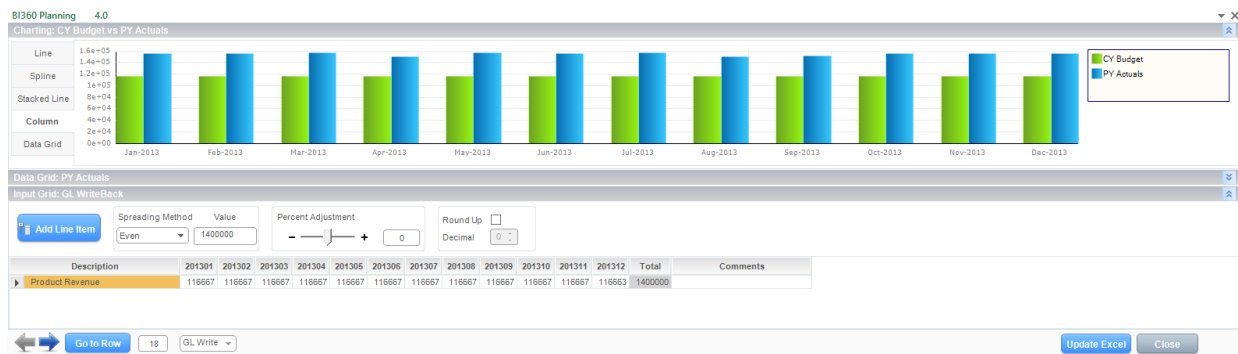 BI360 Planning 4.0
Charting: CY Budget vs PY Actuals
Line
Spline
Stacked Line
Column
Data Grid
1.6e+05
1.4e+05
1.2e+05
1e+05
8e+04
6e+04
4e+04
2e+04
0e+00
Jan-2013 Feb-2013 Mar-2013 Apr-2013 May-2013 Jun-2013 Jul-2013 Aug-2013 Sep-2013 Oct-2013 Nov-2013 Dec-2013
CY Budget
PY Actuals
Data Grid: PY Actuals
Input Grid: GL WriteBack
Add Line Item
Spreading Method Value
Even 1400000
Percent Adjustment
- + 0
Round Up
Decimal 0
Description 201301 201302 201303 201304 201305 201306 201307 201308 201309 201310 201311 201312 Total Comments
Product Revenue 116667 116667 116667 116667 116667 116667 116667 116667 116667 116667 116667 116663 1400000
Go to Row 18 GL Write Update Excel Close